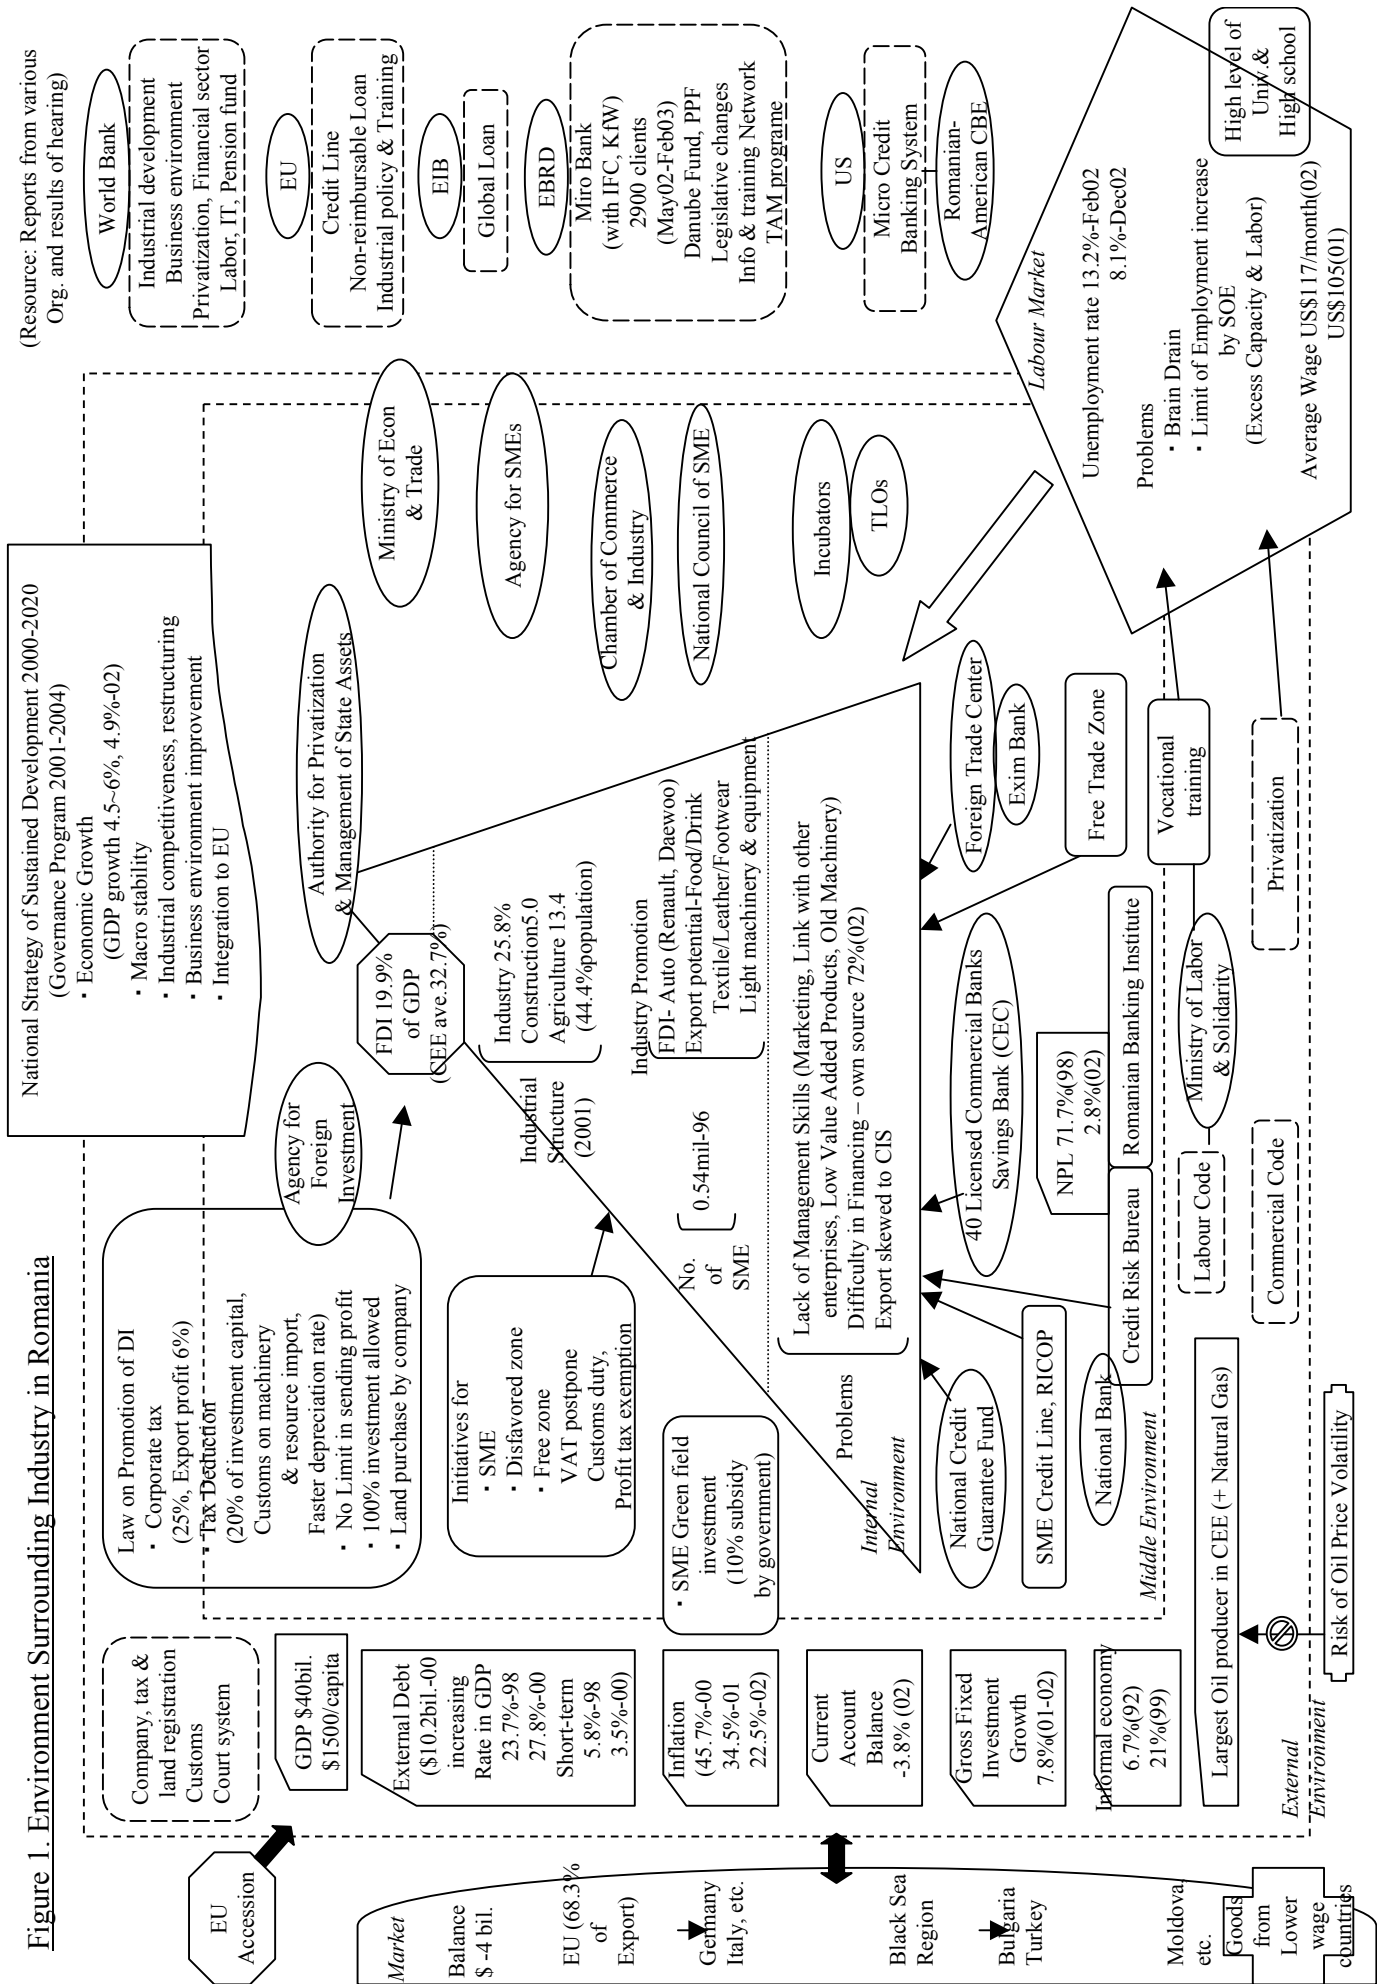 Figure 1. Environment Surrounding Industry in Romania
(Resource: Reports from various
Org. and results of hearing)
National Strategy of Sustained Development 2000-2020
(Governance Program 2001-2004)
・Economic Growth
(GDP growth 4.5~6%, 4.9%-02)
・Macro stability
・Industrial competitiveness, restructuring
・Business environment improvement
・Integration to EU
EU
Accession
Company, tax &
land registration
Customs
Court system
Law on Promotion of DI
・Corporate tax
(25%, Export profit 6%)
・Tax Deduction
(20% of investment capital,
Customs on machinery
& resource import,
Faster depreciation rate)
・No Limit in sending profit
・100% investment allowed
・Land purchase by company
Agency for
Foreign
Investment
Authority for Privatization
& Management of State Assets
Ministry of Econ
& Trade
Agency for SMEs
Chamber of Commerce
& Industry
National Council of SME
Incubators
TLOs
World Bank
Industrial development
Business environment
Privatization, Financial sector
Labor, IT, Pension fund
EU
Credit Line
Non-reimbursable Loan
Industrial policy & Training
EIB
Global Loan
EBRD
Miro Bank
(with IFC, KfW)
2900 clients
(May02-Feb03)
Danube Fund, PPF
Legislative changes
Info & training Network
TAM programe
US
Micro Credit
Banking System
Romanian-
American CBE
GDP $40bil.
$1500/capita
External Debt
($10.2bil.-00
increasing
Rate in GDP
23.7%-98
27.8%-00
Short-term
5.8%-98
3.5%-00)
Inflation
(45.7%-00
34.5%-01
22.5%-02)
Current
Account
Balance
-3.8% (02)
Gross Fixed
Investment
Growth
7.8%(01-02)
Informal economy
6.7%(92)
21%(99)
Largest Oil producer in CEE (+ Natural Gas)
Risk of Oil Price Volatility
External
Environment
Initiatives for
・SME
・Disfavored zone
・Free zone
VAT postpone
Customs duty,
Profit tax exemption
・SME Green field
investment
(10% subsidy
by government)
FDI 19.9%
of GDP
(CEE ave.32.7%)
Industrial
Structure
(2001)
Industry 25.8%
Construction5.0
Agriculture 13.4
(44.4%population)
No.
of
SME
0.54mil-96
Industry Promotion
FDI- Auto (Renault, Daewoo)
Export potential-Food/Drink
Textile/Leather/Footwear
Light machinery & equipment
Problems
Lack of Management Skills (Marketing, Link with other
enterprises, Low Value Added Products, Old Machinery)
Difficulty in Financing – own source 72%(02)
Export skewed to CIS
Internal
Environment
National Credit
Guarantee Fund
SME Credit Line, RICOP
National Bank
Credit Risk Bureau
Romanian Banking Institute
40 Licensed Commercial Banks
Savings Bank (CEC)
NPL 71.7%(98)
2.8%(02)
Foreign Trade Center
Exim Bank
Free Trade Zone
Middle Environment
Labour Code
Ministry of Labor
& Solidarity
Vocational
training
Commercial Code
Privatization
Labour Market
Unemployment rate 13.2%-Feb02
8.1%-Dec02
Problems
・Brain Drain
・Limit of Employment increase
by SOE
(Excess Capacity & Labor)
Average Wage US$117/month(02)
US$105(01)
High level of
Univ.&
High school
Market
Balance
$ -4 bil.
EU (68.3%
of
Export)
Germany
Italy, etc.
Black Sea
Region
Bulgaria
Turkey
Moldova,
etc.
Goods
from
Lower
wage
countries